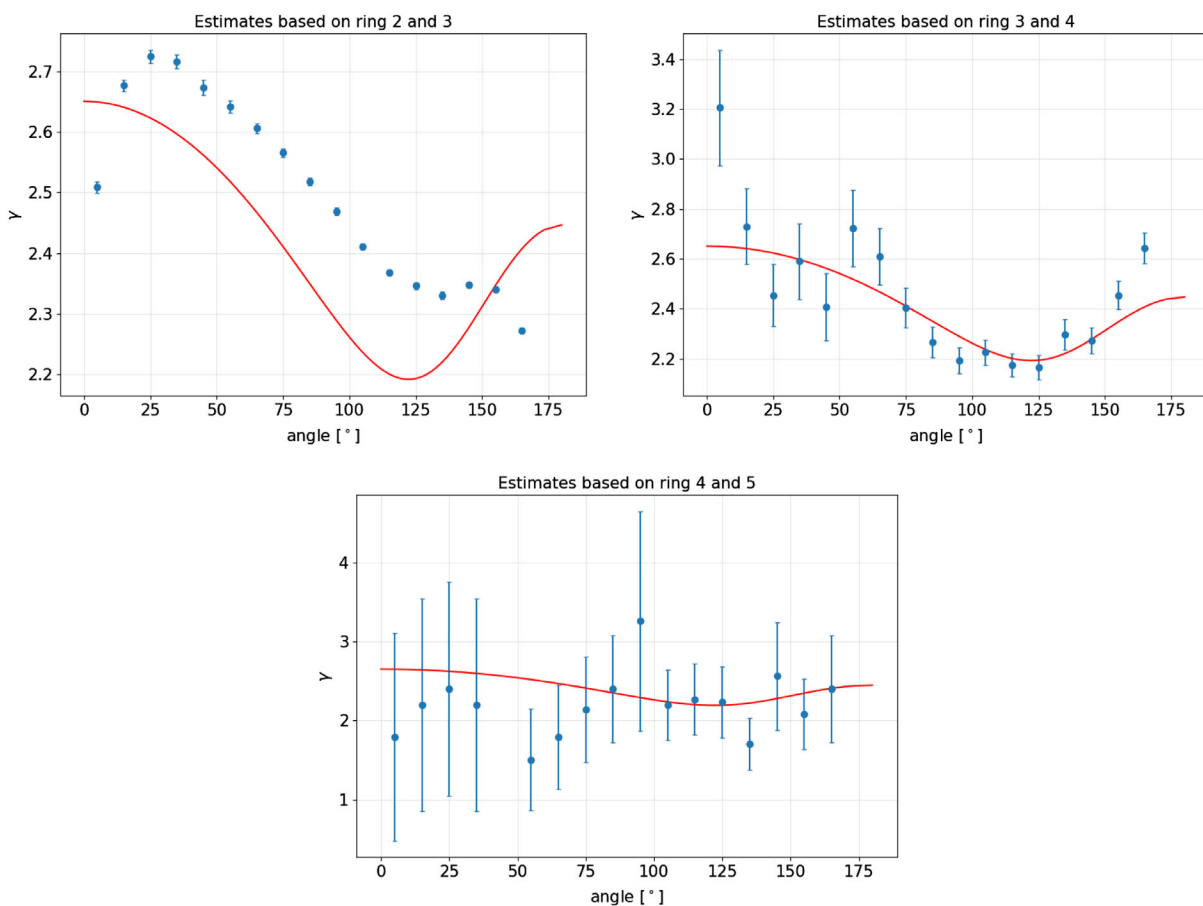 Estimates based on ring 2 and 3
2.7
2.6
2.5
2.4
2.3
2.2
γ
0 25 50 75 100 125 150 175
angle [°]
Estimates based on ring 3 and 4
3.4
3.2
3.0
2.8
2.6
2.4
2.2
γ
0 25 50 75 100 125 150 175
angle [°]
Estimates based on ring 4 and 5
4
3
2
1
γ
0 25 50 75 100 125 150 175
angle [°]